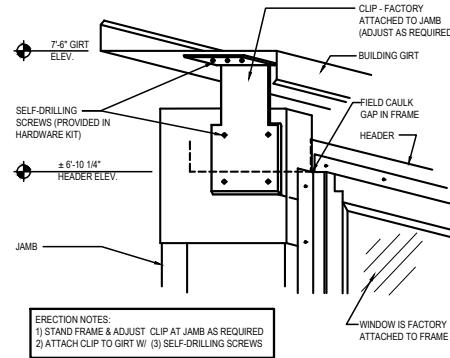 CLIP - FACTORY
ATTACHED TO JAMB
(ADJUST AS REQUIRED
7'-6" GIRT
ELEV.
BUILDING GIRT
SELF-DRILLING
SCREWS (PROVIDED IN
HARDWARE KIT)
FIELD CAULK
GAP IN FRAME
HEADER
± 6'-10 1/4"
HEADER ELEV.
JAMB
ERECTION NOTES:
1) STAND FRAME & ADJUST CLIP AT JAMB AS REQUIRED
2) ATTACH CLIP TO GIRT W/ (3) SELF-DRILLING SCREWS
WINDOW IS FACTORY
ATTACHED TO FRAME